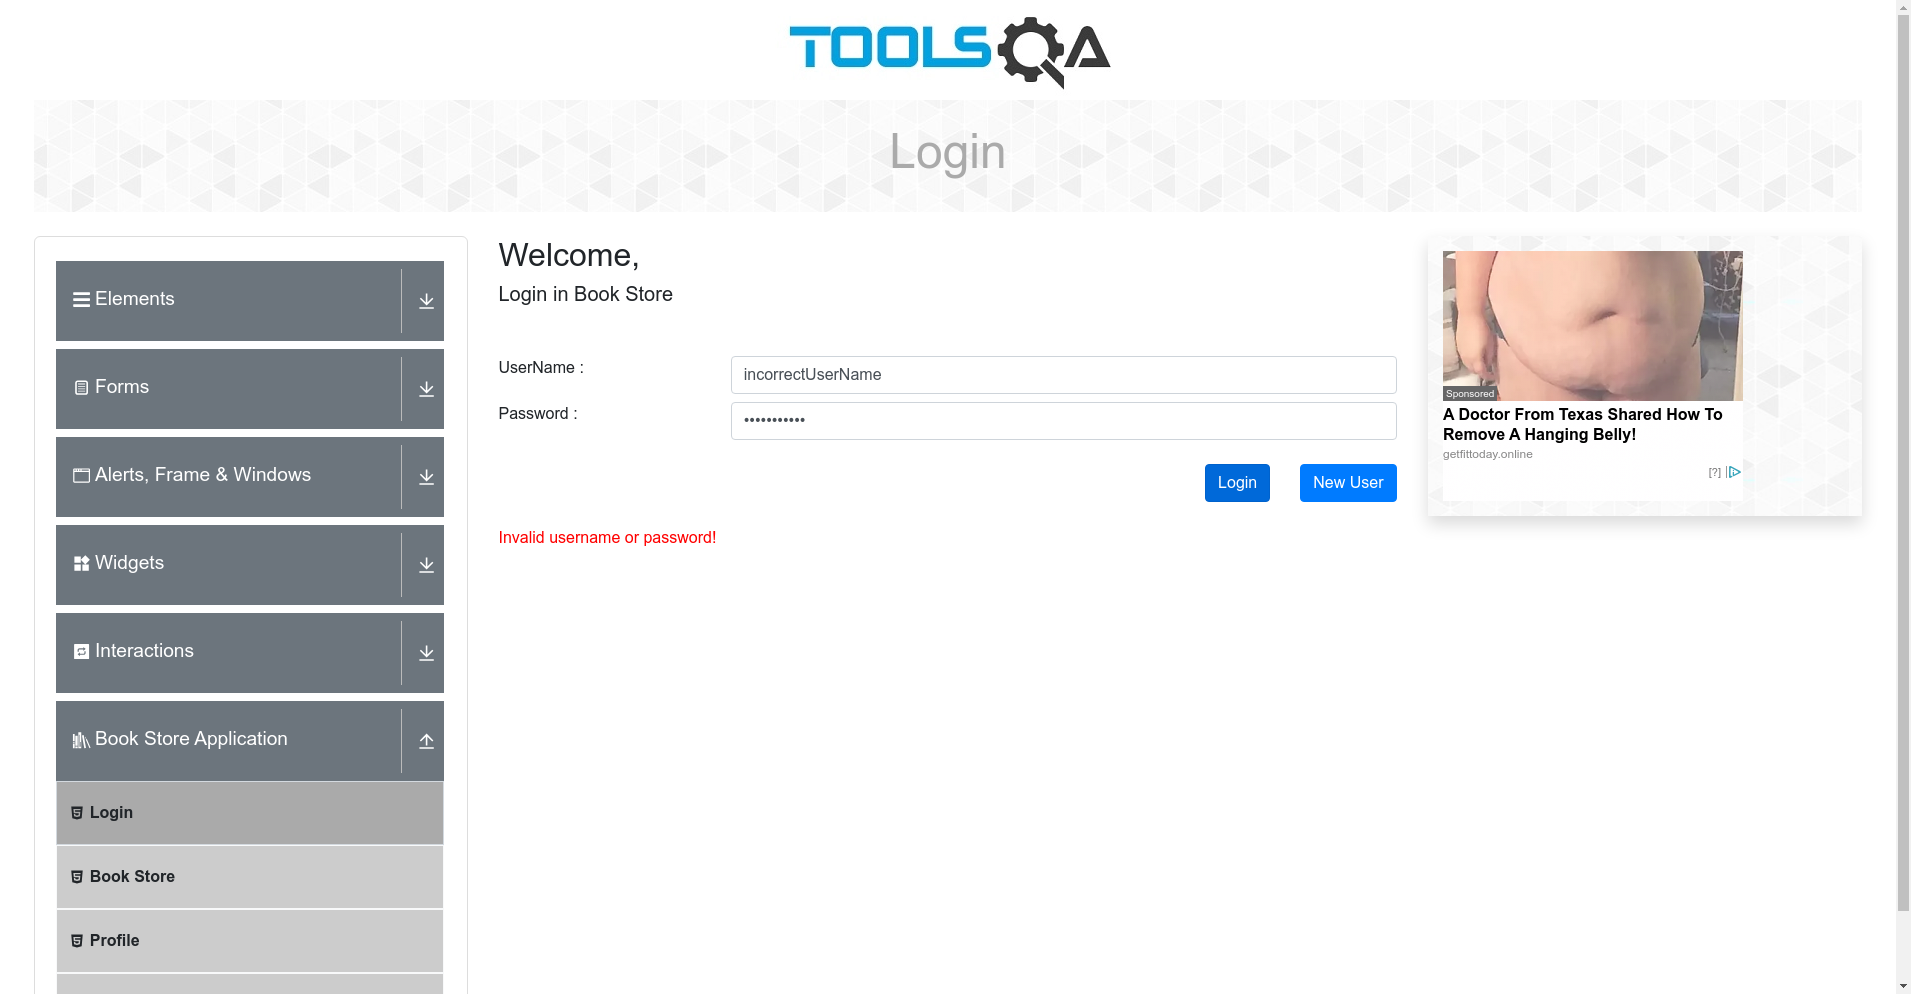 TOOLSQA
Login
Elements
Forms
Alerts, Frame & Windows
Widgets
Interactions
Book Store Application
Login
Book Store
Profile
Welcome,
Login in Book Store
UserName :
incorrectUserName
Password :
•••••••••••
Login
New User
Invalid username or password!
Sponsored
A Doctor From Texas Shared How To
Remove A Hanging Belly!
getfittoday.online
[?]